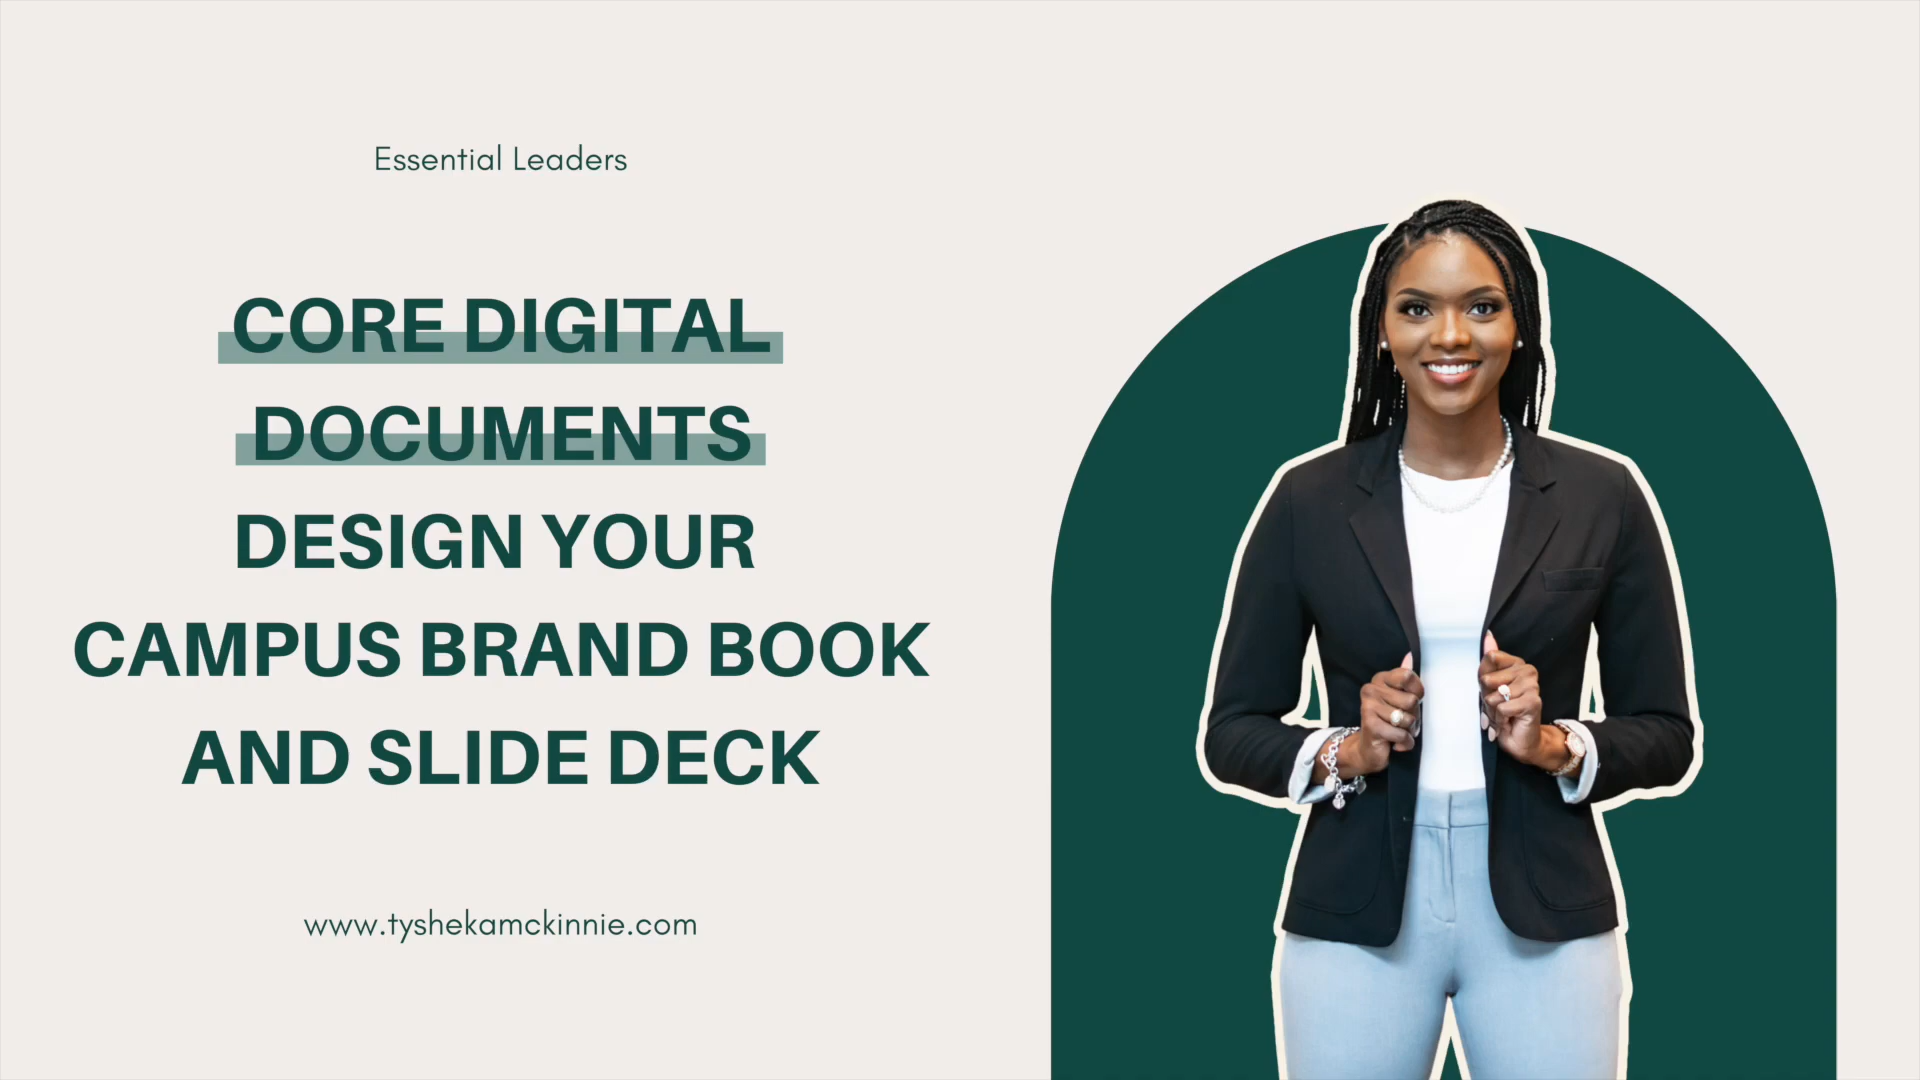 Essential Leaders
CORE DIGITAL
DOCUMENTS
DESIGN YOUR
CAMPUS BRAND BOOK
AND SLIDE DECK
www.tyshekamckinnie.com